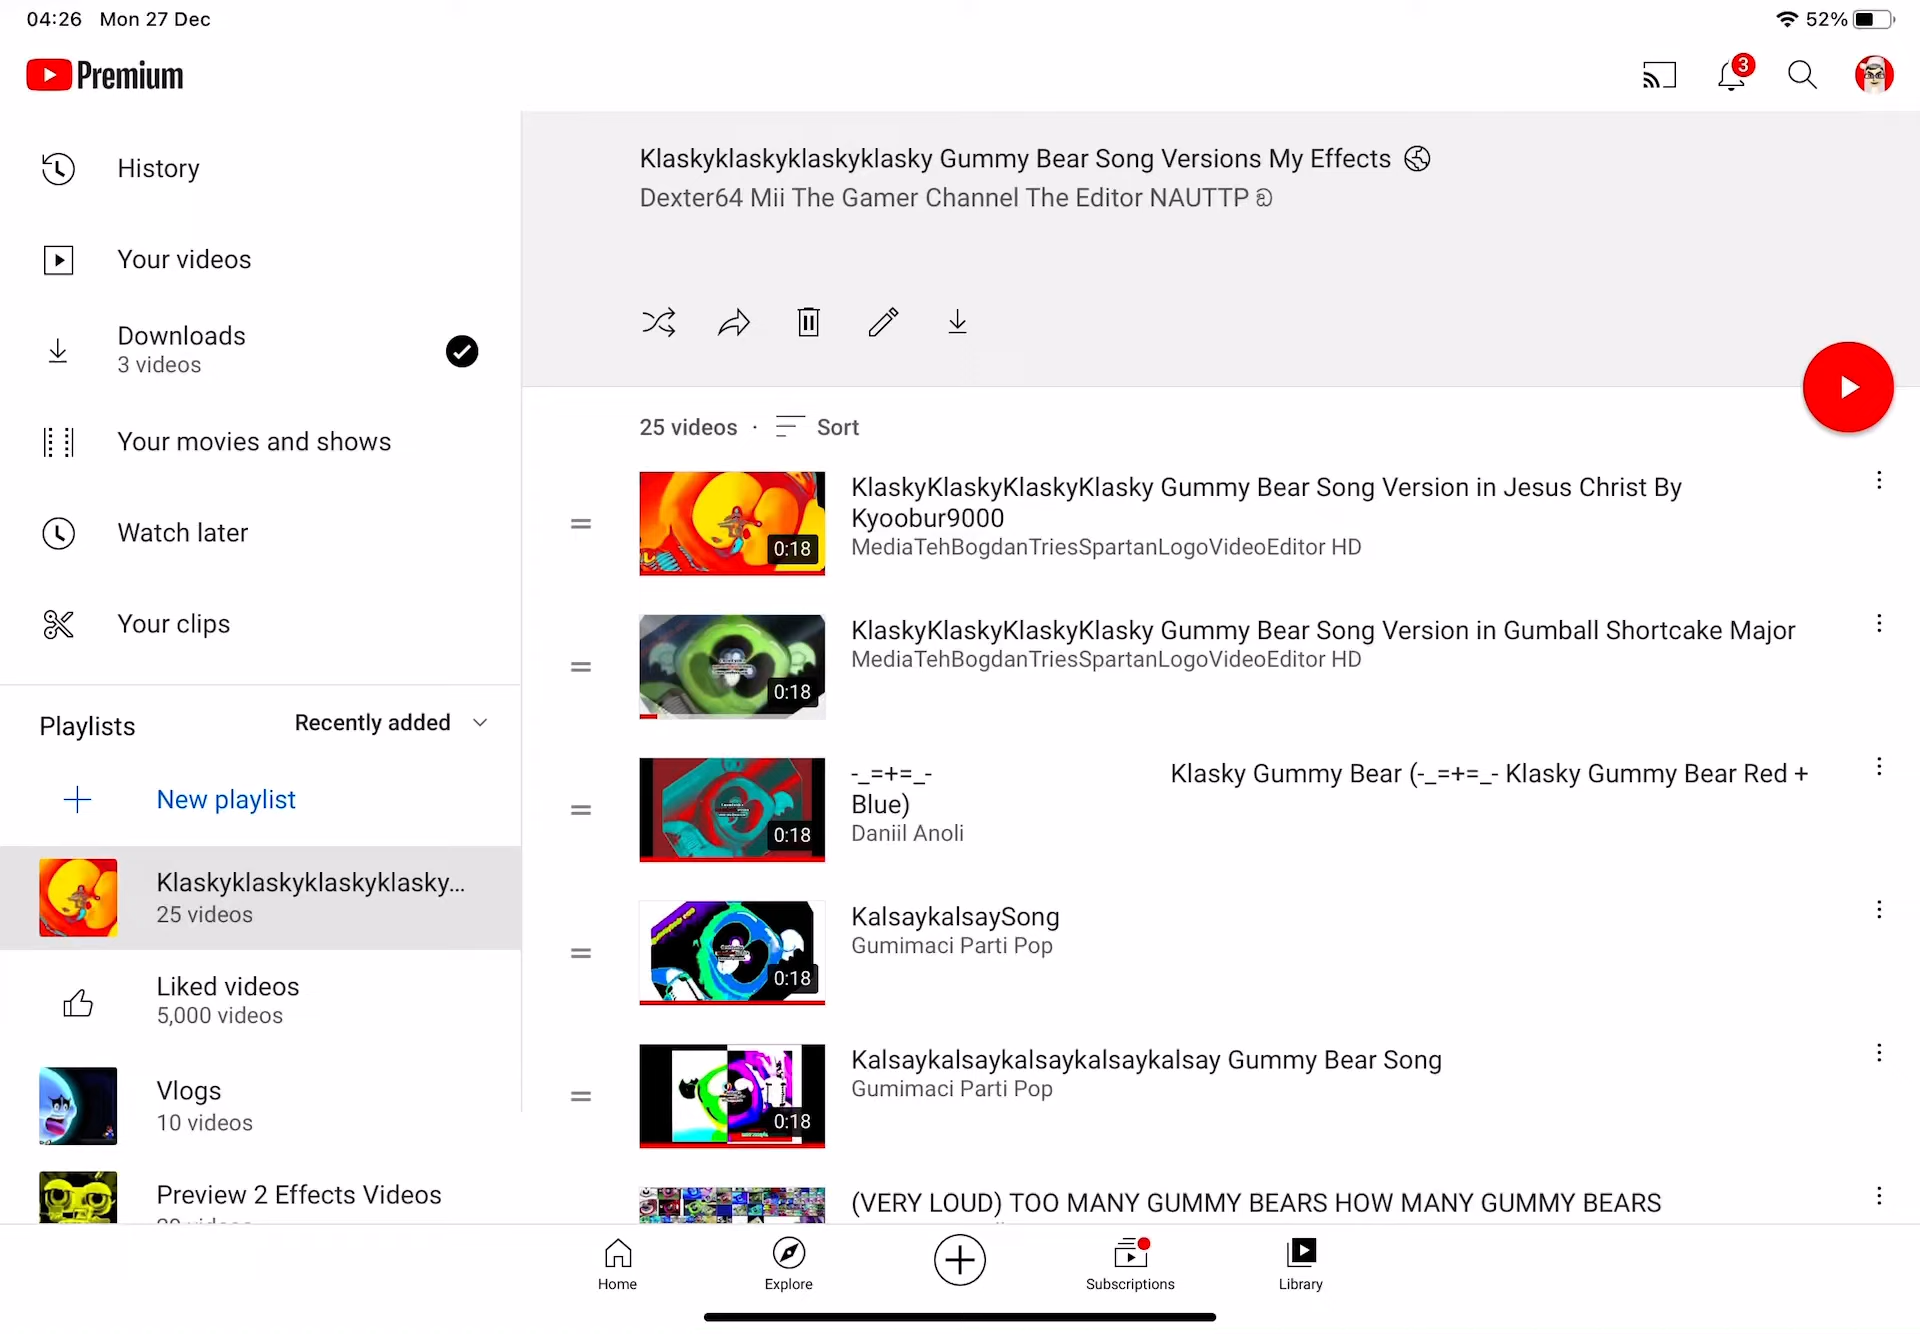 04:26 Mon 27 Dec
52%
Premium
3
History
Your videos
Downloads
3 videos
Your movies and shows
Watch later
Your clips
Playlists
Recently added
New playlist
Klaskyklaskyklaskyklasky...
25 videos
Liked videos
5,000 videos
Vlogs
10 videos
Preview 2 Effects Videos
Klaskyklaskyklaskyklasky Gummy Bear Song Versions My Effects
Dexter64 Mii The Gamer Channel The Editor NAUTTP
25 videos · Sort
KlaskyKlaskyKlaskyKlasky Gummy Bear Song Version in Jesus Christ By
Kyoobur9000
MediaTehBogdanTriesSpartanLogoVideoEditor HD
0:18
KlaskyKlaskyKlaskyKlasky Gummy Bear Song Version in Gumball Shortcake Major
MediaTehBogdanTriesSpartanLogoVideoEditor HD
0:18
-_=+=_- Klasky Gummy Bear (-_=+=_- Klasky Gummy Bear Red +
Blue)
Daniil Anoli
0:18
KalsaykalsaySong
Gumimaci Parti Pop
0:18
Kalsaykalsaykalsaykalsaykalsay Gummy Bear Song
Gumimaci Parti Pop
0:18
(VERY LOUD) TOO MANY GUMMY BEARS HOW MANY GUMMY BEARS
Home
Explore
Subscriptions
Library